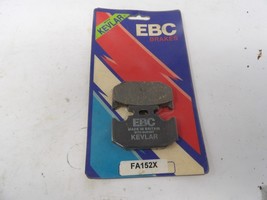 KEVLAR
EBC
BRAKES
EBC
MADE IN BRITAIN
KEVLAR
FA152X